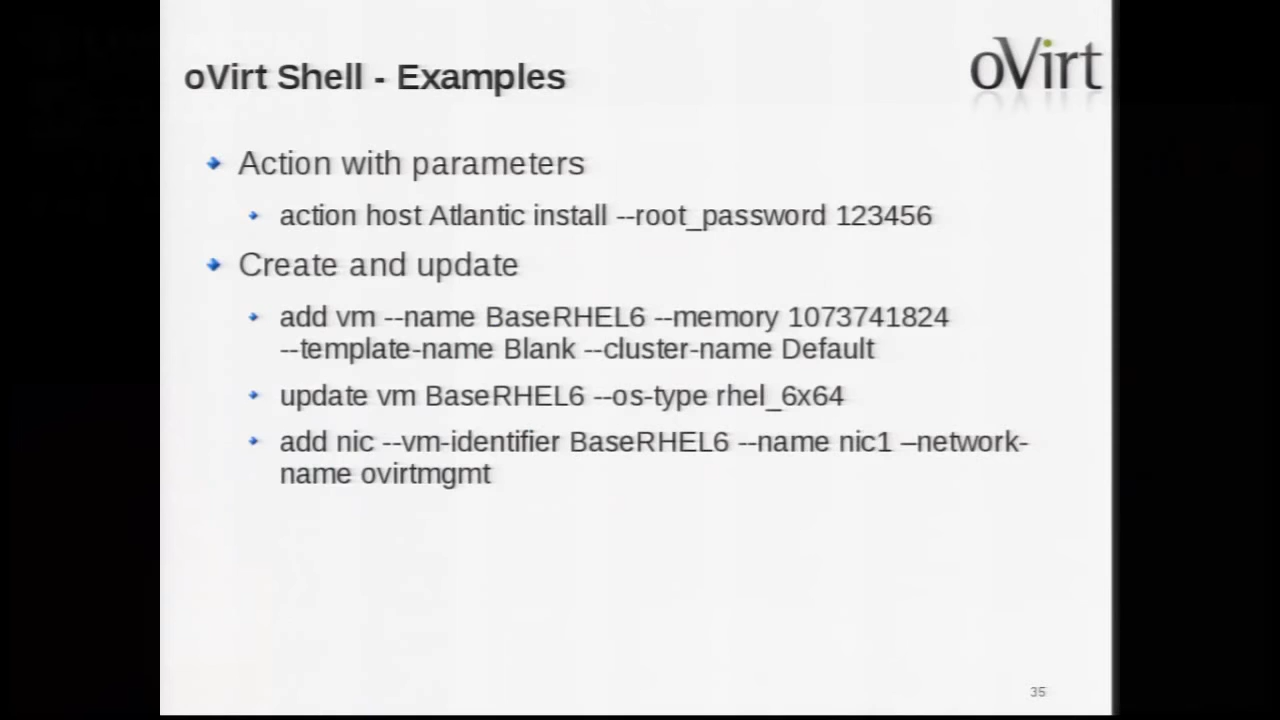 oVirt Shell - Examples
oVirt
Action with parameters
action host Atlantic install --root_password 123456
Create and update
add vm --name BaseRHEL6 --memory 1073741824
--template-name Blank --cluster-name Default
update vm BaseRHEL6 --os-type rhel_6x64
add nic --vm-identifier BaseRHEL6 --name nic1 –network-
name ovirtmgmt
35